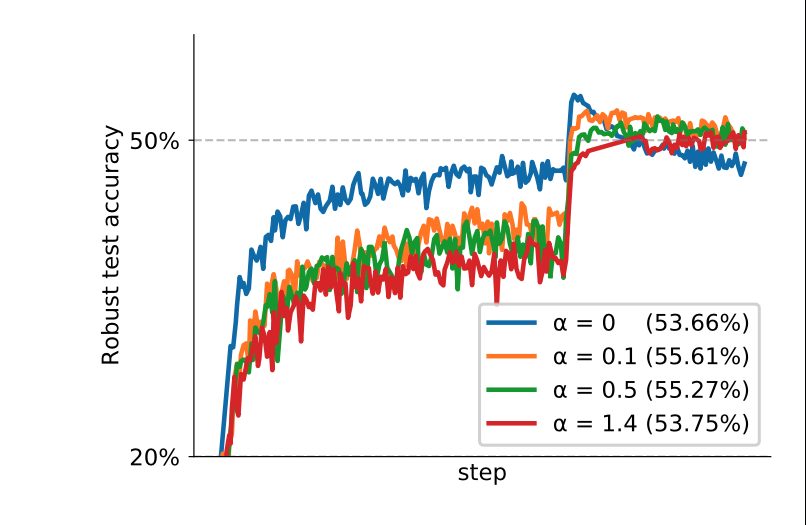 Robust test accuracy
50%
20%
step
α = 0 (53.66%)
α = 0.1 (55.61%)
α = 0.5 (55.27%)
α = 1.4 (53.75%)